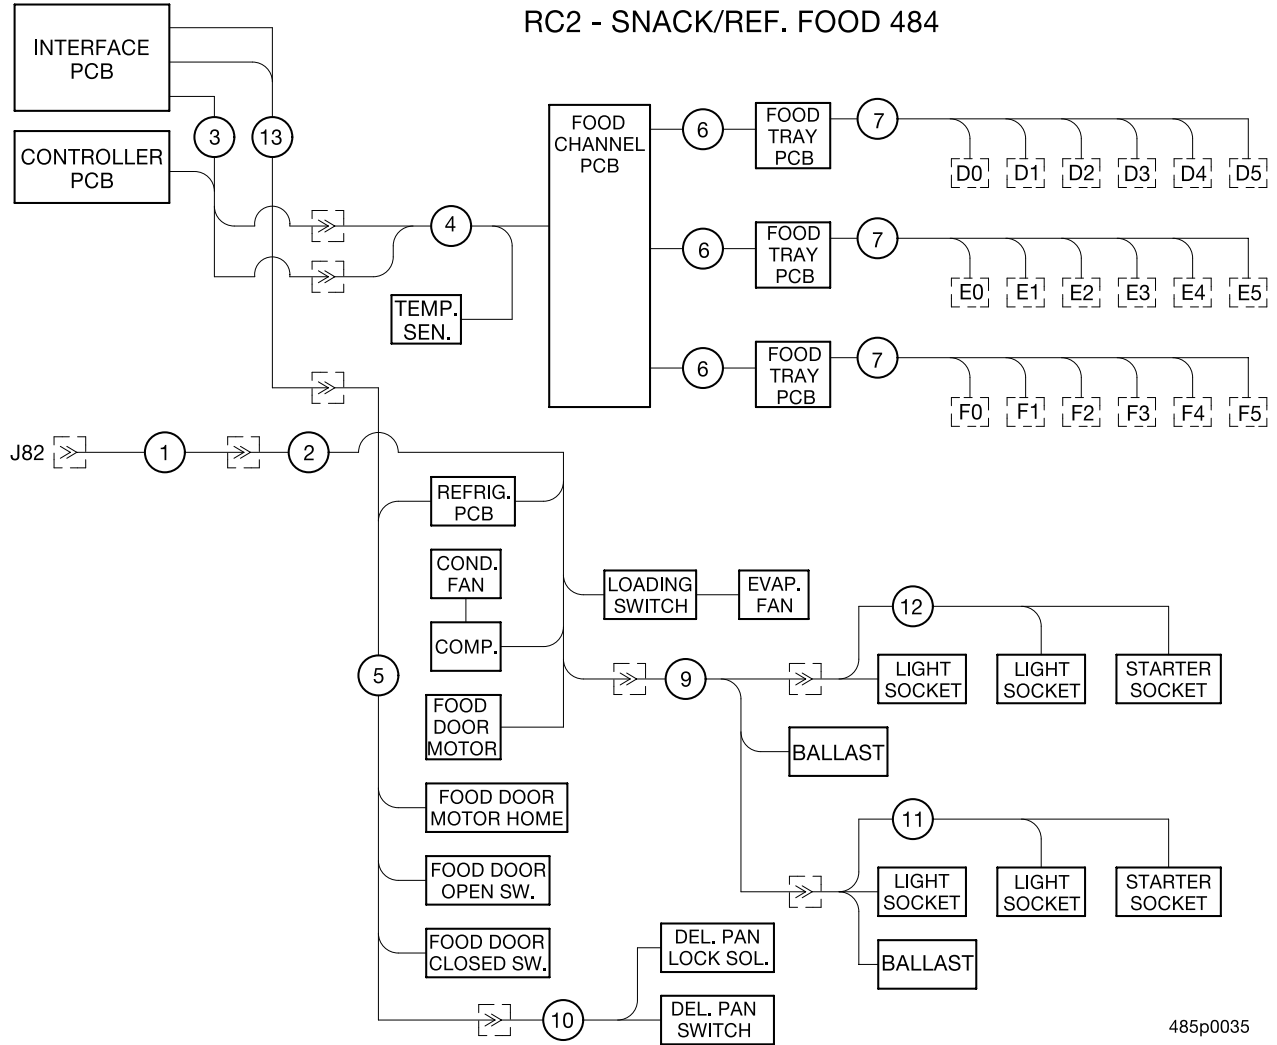 RC2 - SNACK/REF. FOOD 484
INTERFACE
PCB
CONTROLLER
PCB
3
13
4
TEMP.
SEN.
FOOD
CHANNEL
PCB
6
FOOD
TRAY
PCB
7
D0 D1 D2 D3 D4 D5
6
FOOD
TRAY
PCB
7
E0 E1 E2 E3 E4 E5
6
FOOD
TRAY
PCB
7
F0 F1 F2 F3 F4 F5
J82
1
2
REFRIG.
PCB
COND.
FAN
COMP.
LOADING
SWITCH
EVAP.
FAN
5
FOOD
DOOR
MOTOR
9
12
LIGHT
SOCKET
LIGHT
SOCKET
STARTER
SOCKET
BALLAST
FOOD DOOR
MOTOR HOME
FOOD DOOR
OPEN SW.
FOOD DOOR
CLOSED SW.
11
LIGHT
SOCKET
LIGHT
SOCKET
STARTER
SOCKET
BALLAST
10
DEL. PAN
LOCK SOL.
DEL. PAN
SWITCH
485p0035